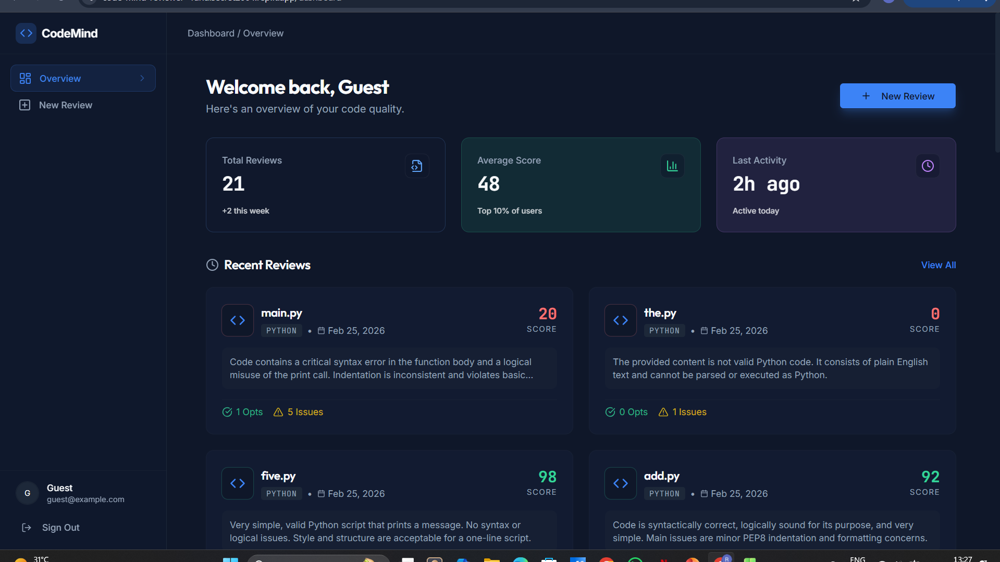 CodeMind
Dashboard / Overview
Overview
New Review
Welcome back, Guest
Here's an overview of your code quality.
+ New Review
Total Reviews
21
+2 this week
Average Score
48
Top 10% of users
Last Activity
2h ago
Active today
Recent Reviews
View All
main.py
PYTHON • Feb 25, 2026
20
SCORE
Code contains a critical syntax error in the function body and a logical
misuse of the print call. Indentation is inconsistent and violates basic...
1 Opts
5 Issues
the.py
PYTHON • Feb 25, 2026
0
SCORE
The provided content is not valid Python code. It consists of plain English
text and cannot be parsed or executed as Python.
0 Opts
1 Issues
five.py
PYTHON • Feb 25, 2026
98
SCORE
Very simple, valid Python script that prints a message. No syntax or
logical issues. Style and structure are acceptable for a one-line script.
add.py
PYTHON • Feb 25, 2026
92
SCORE
Code is syntactically correct, logically sound for its purpose, and very
simple. Main issues are minor PEP8 indentation and formatting concerns.
G
Guest
guest@example.com
Sign Out
31°C
R
ENG
13:27